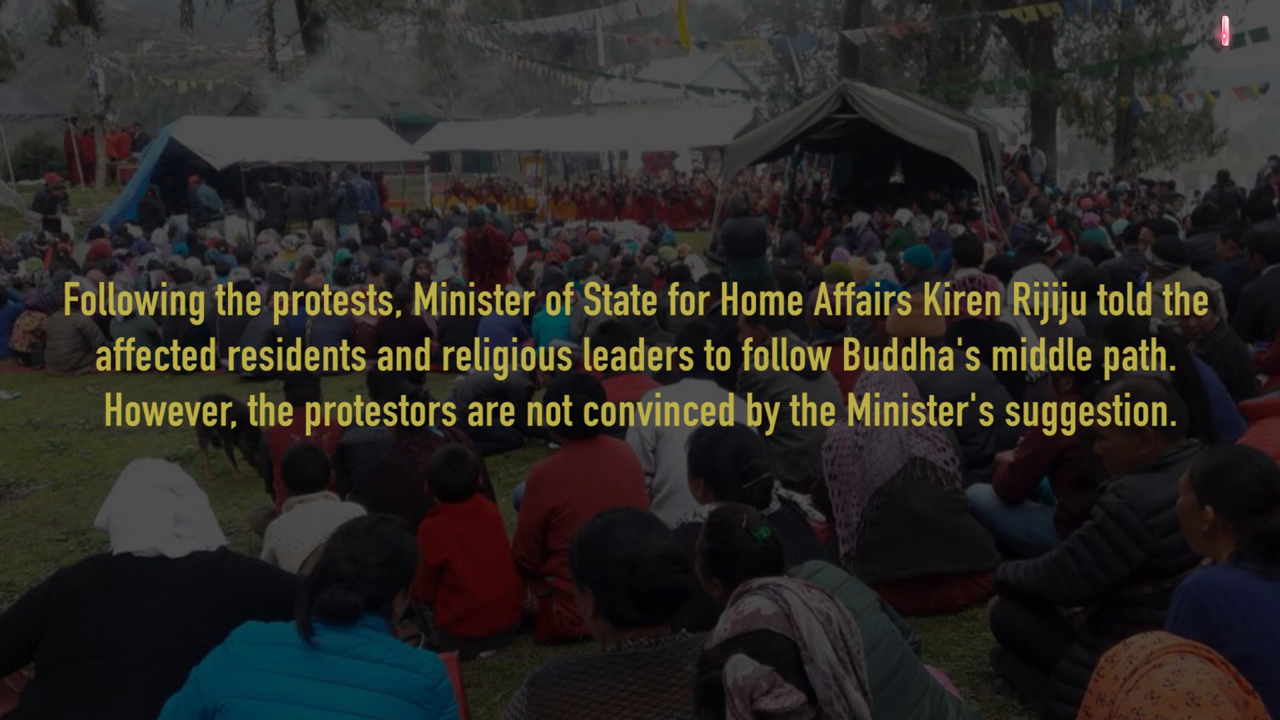 Following the protests, Minister of State for Home Affairs Kiren Rijiju told the
affected residents and religious leaders to follow Buddha's middle path.
However, the protestors are not convinced by the Minister's suggestion.